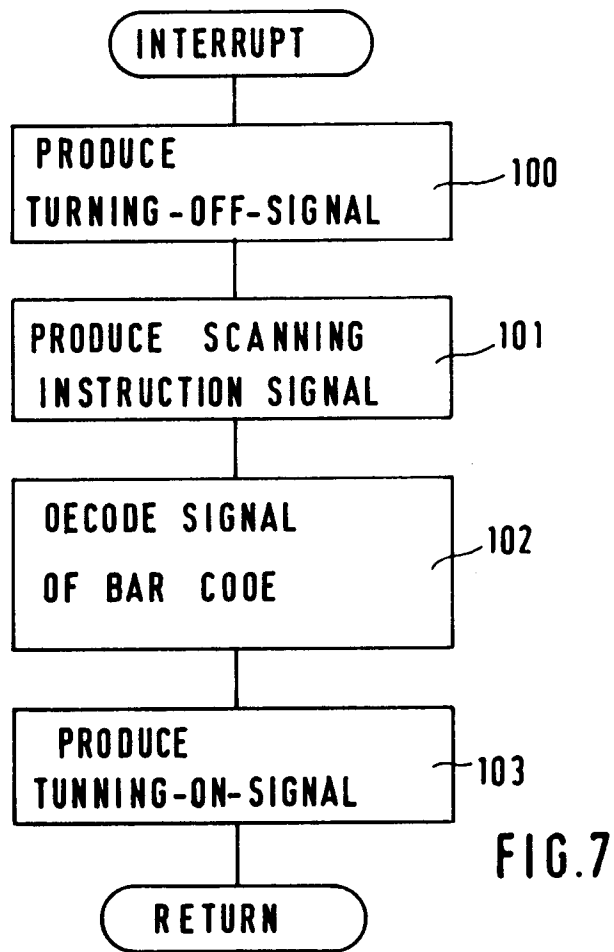 INTERRUPT
PRODUCE
TURNING-OFF-SIGNAL
100
PRODUCE SCANNING
INSTRUCTION SIGNAL
101
OECODE SIGNAL
OF BAR COOE
102
PRODUCE
TUNNING-ON-SIGNAL
103
RETURN
FIG.7